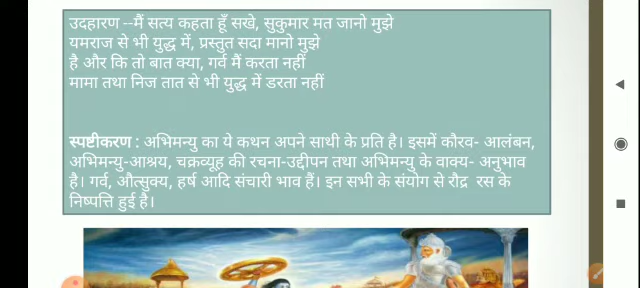 उदहारण --मैं सत्य कहता हूँ सखे, सुकुमार मत जानो मुझे
यमराज से भी युद्ध में, प्रस्तुत सदा मानो मुझे
है और कि तो बात क्या, गर्व मैं करता नहीं
मामा तथा निज तात से भी युद्ध में डरता नहीं
स्पष्टीकरण : अभिमन्यु का ये कथन अपने साथी के प्रति है। इसमें कौरव- आलंबन,
अभिमन्यु-आश्रय, चक्रव्यूह की रचना-उद्दीपन तथा अभिमन्यु के वाक्य- अनुभाव
है। गर्व, औत्सुक्य, हर्ष आदि संचारी भाव हैं। इन सभी के संयोग से रौद्र रस के
निष्पत्ति हुई है।